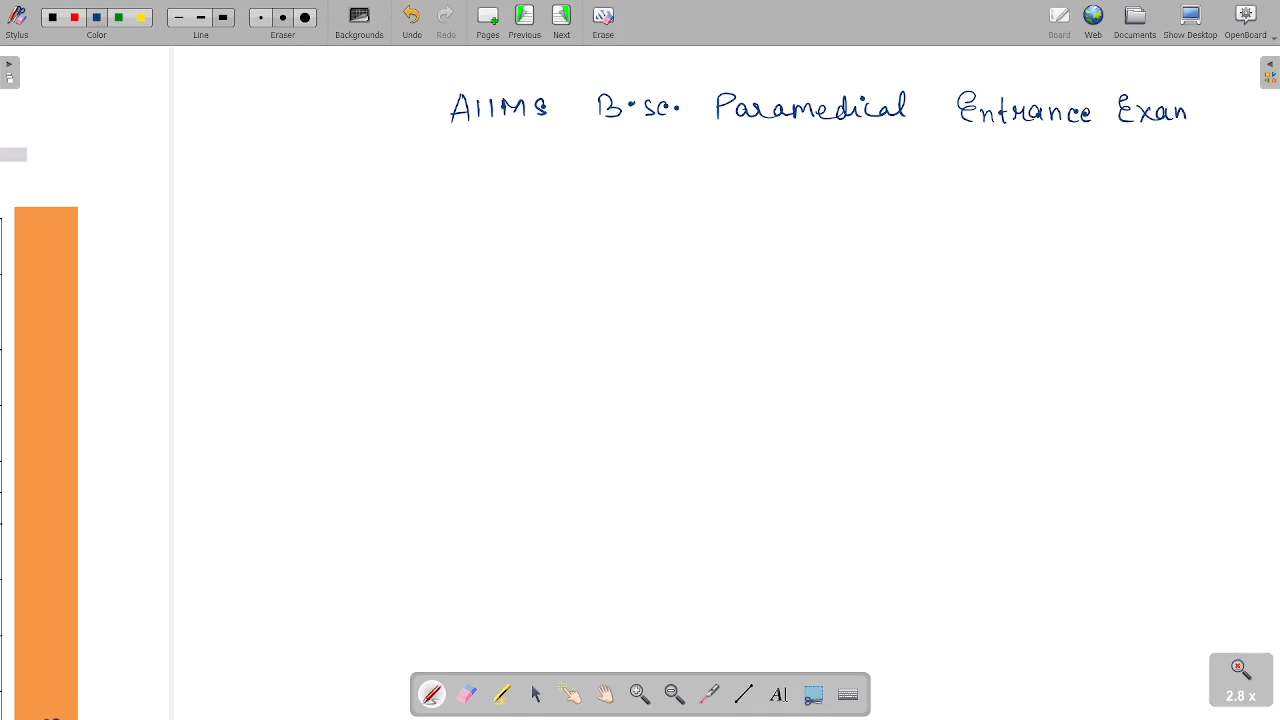 Stylus Color Line Eraser Backgrounds Undo Redo Pages Previous Next Erase Board Web Documents Show Desktop OpenBoard
AIIMS B.sc. Paramedical Entrance Exan
2.8 x